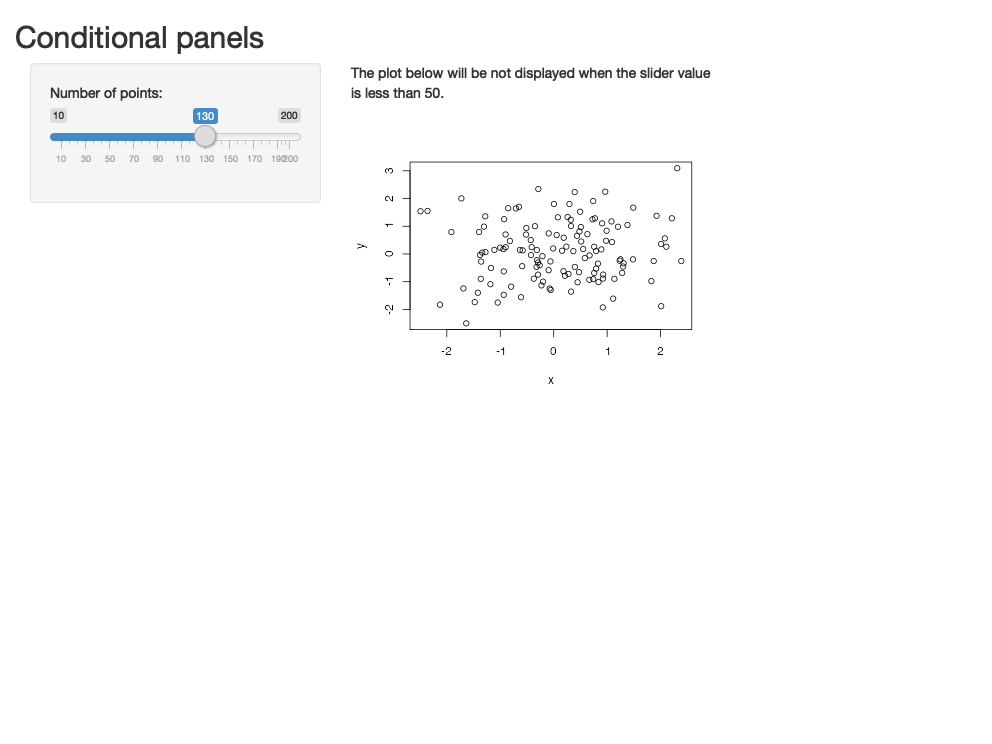 Conditional panels
Number of points:
10 130 200
10 30 50 70 90 110 130 150 170 190200
The plot below will be not displayed when the slider value
is less than 50.
3
2
1
0
-1
-2
y
-2 -1 0 1 2
x